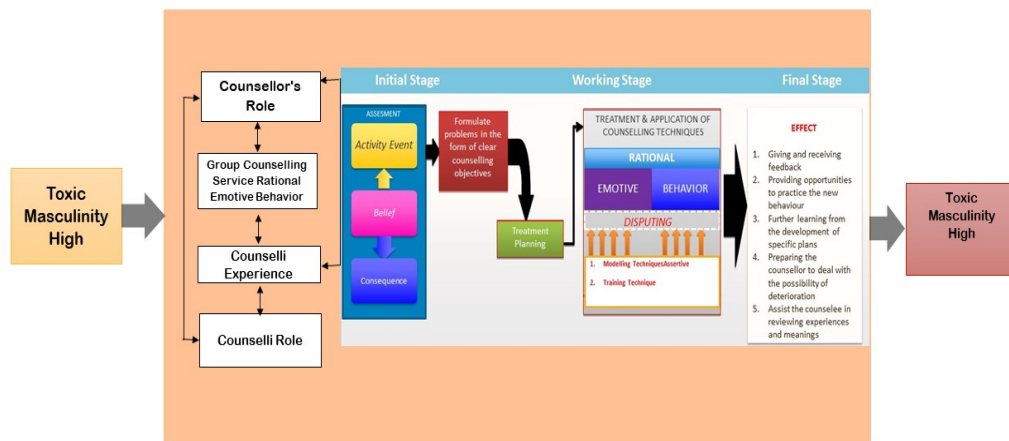 Toxic
Masculinity
High
Counsellor's
Role
Group Counselling
Service Rational
Emotive Behavior
Counselli
Experience
Counselli Role
Initial Stage
Working Stage
Final Stage
ASSESMENT
Activity Event
Belief
Consequence
Formulate
problems in the
form of clear
counselling
objectives
Treatment
Planning
TREATMENT & APPLICATION OF
COUNSELLING TECHNIQUES
RATIONAL
EMOTIVE
BEHAVIOR
DISPUTING
1. Modelling TechniquesAssertive
2. Training Technique
EFFECT
1. Giving and receiving
feedback
2. Providing opportunities
to practice the new
behaviour
3. Further learning from
the development of
specific plans
4. Preparing the
counsellor to deal with
the possibility of
deterioration
5. Assist the counselee in
reviewing experiences
and meanings
Toxic
Masculinity
High